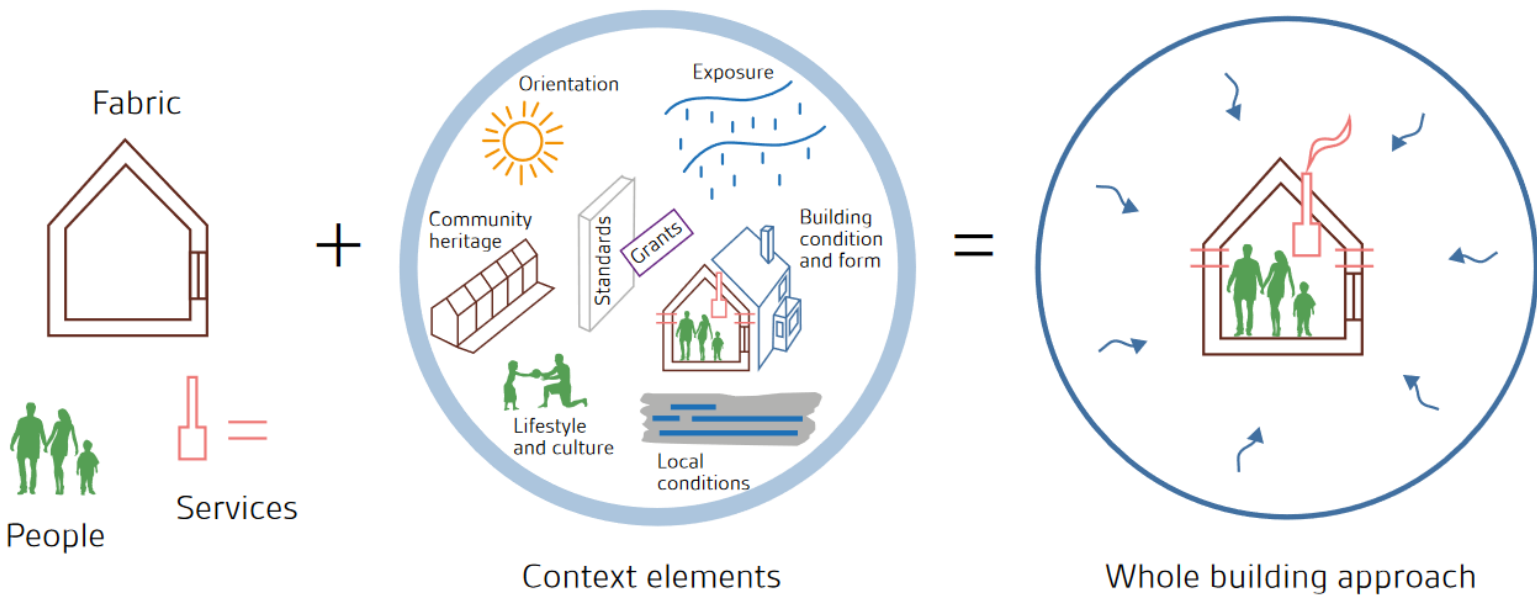 Fabric
People
Services
+
Orientation
Exposure
Community
heritage
Standards
Grants
Building
condition
and form
Lifestyle
and culture
Local
conditions
Context elements
=
Whole building approach